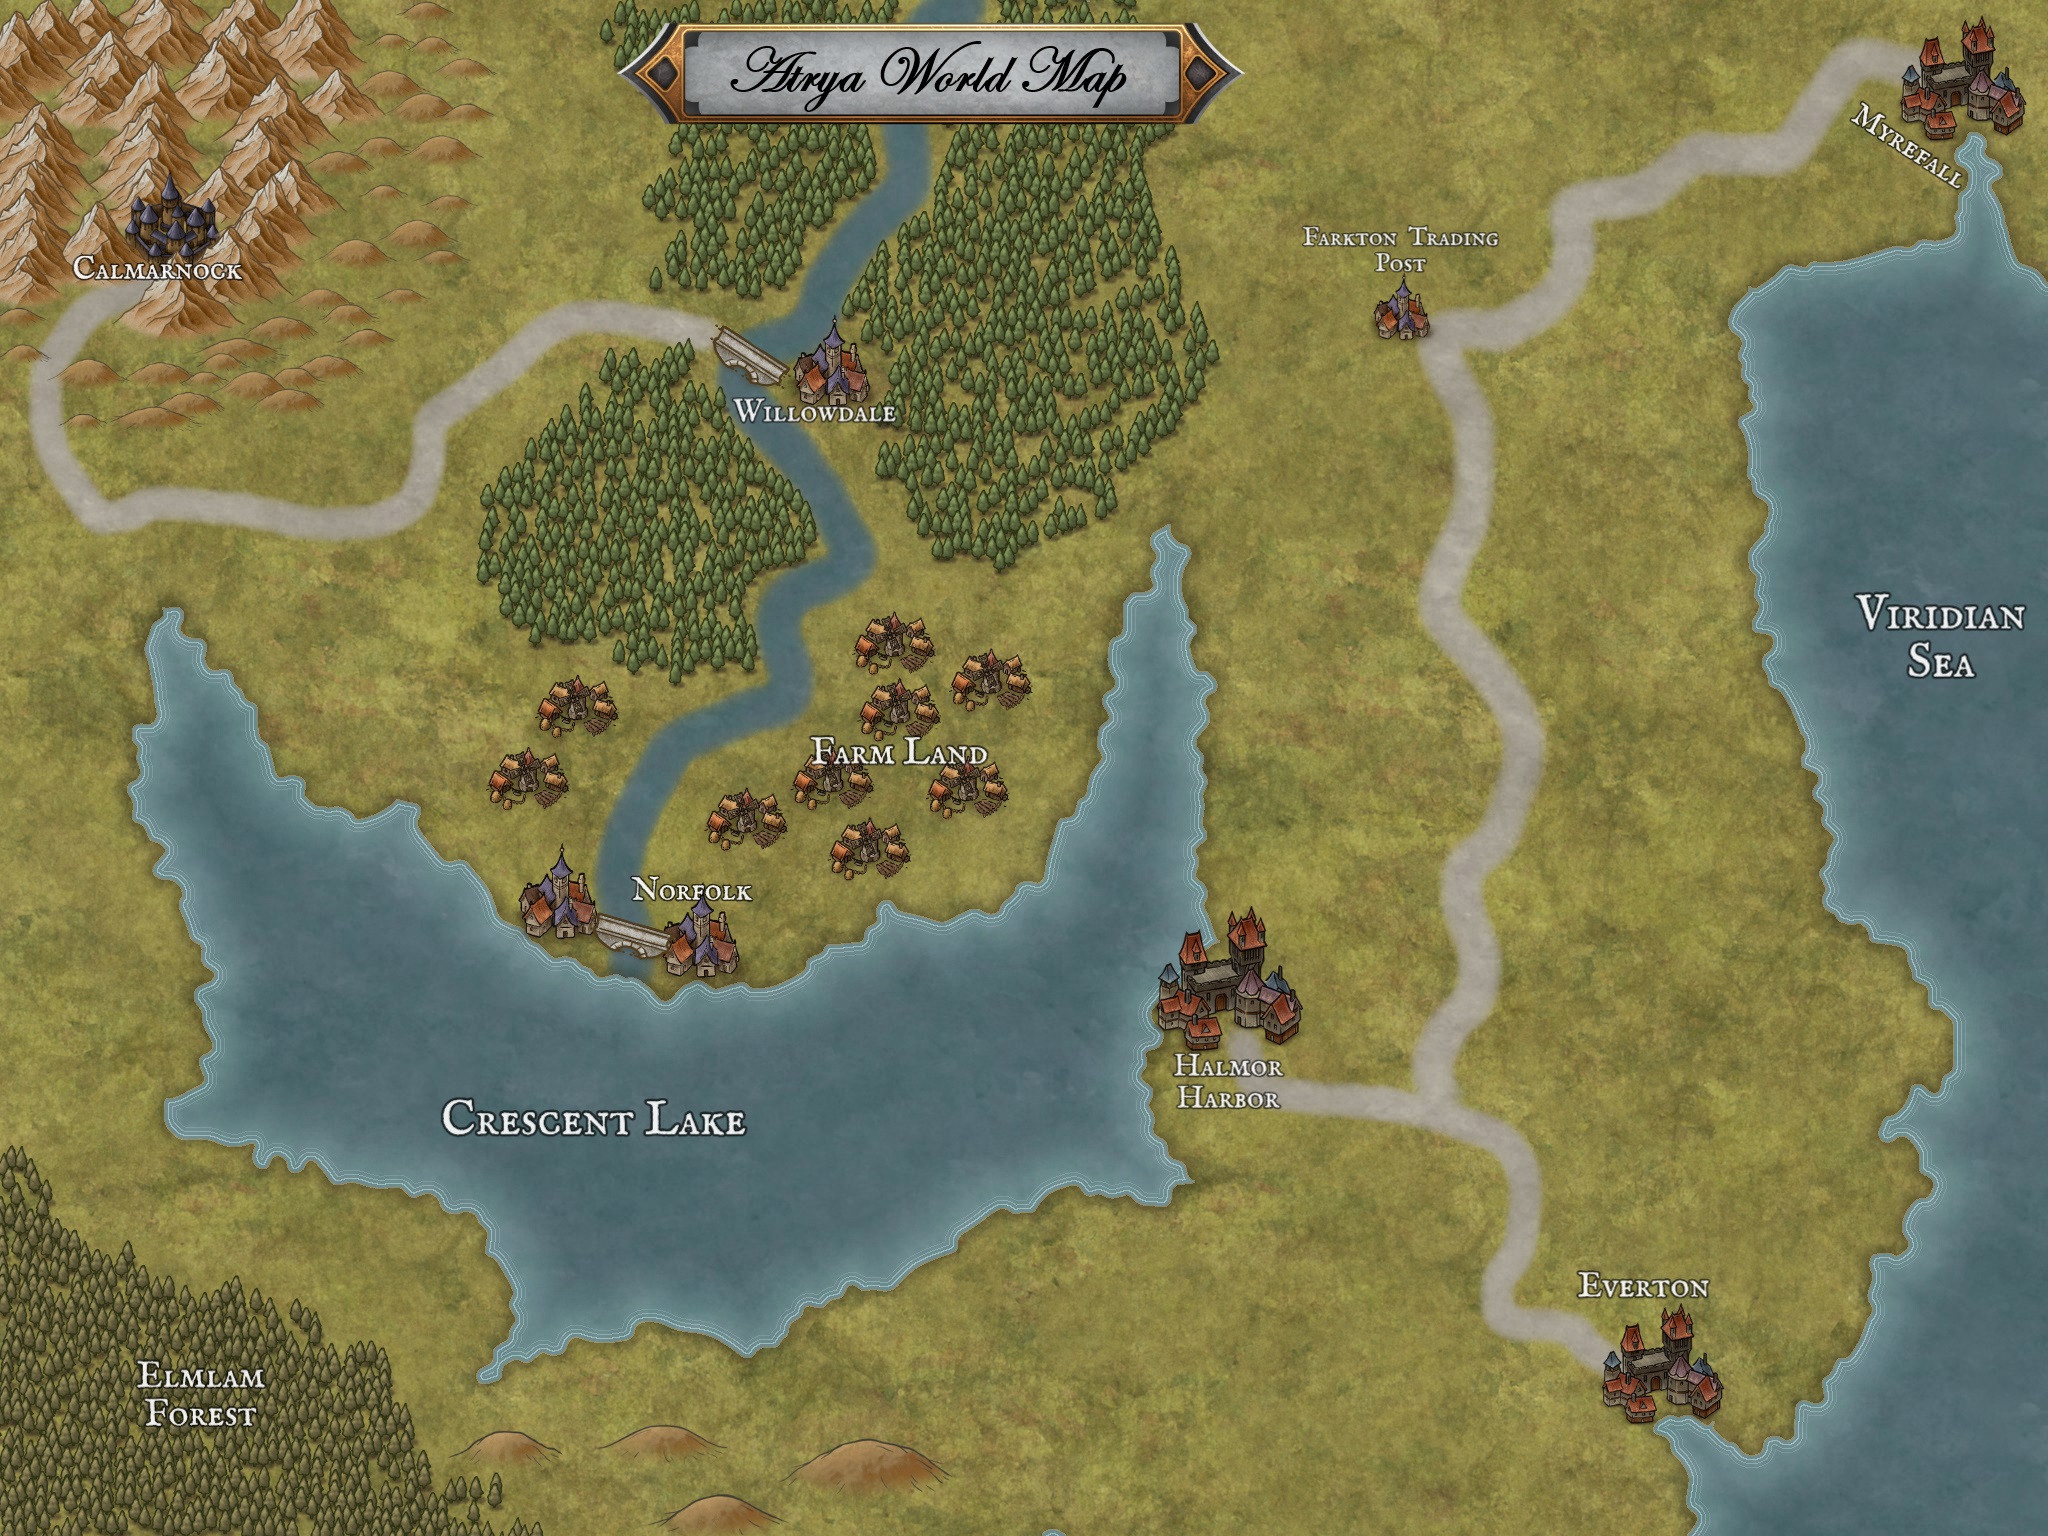 Atrya World Map
Myrefall
Farkton Trading
Post
Calmarnock
Willowdale
Viridian
Sea
Farm Land
Norfolk
Halmor
Harbor
Crescent Lake
Everton
Elmlam
Forest